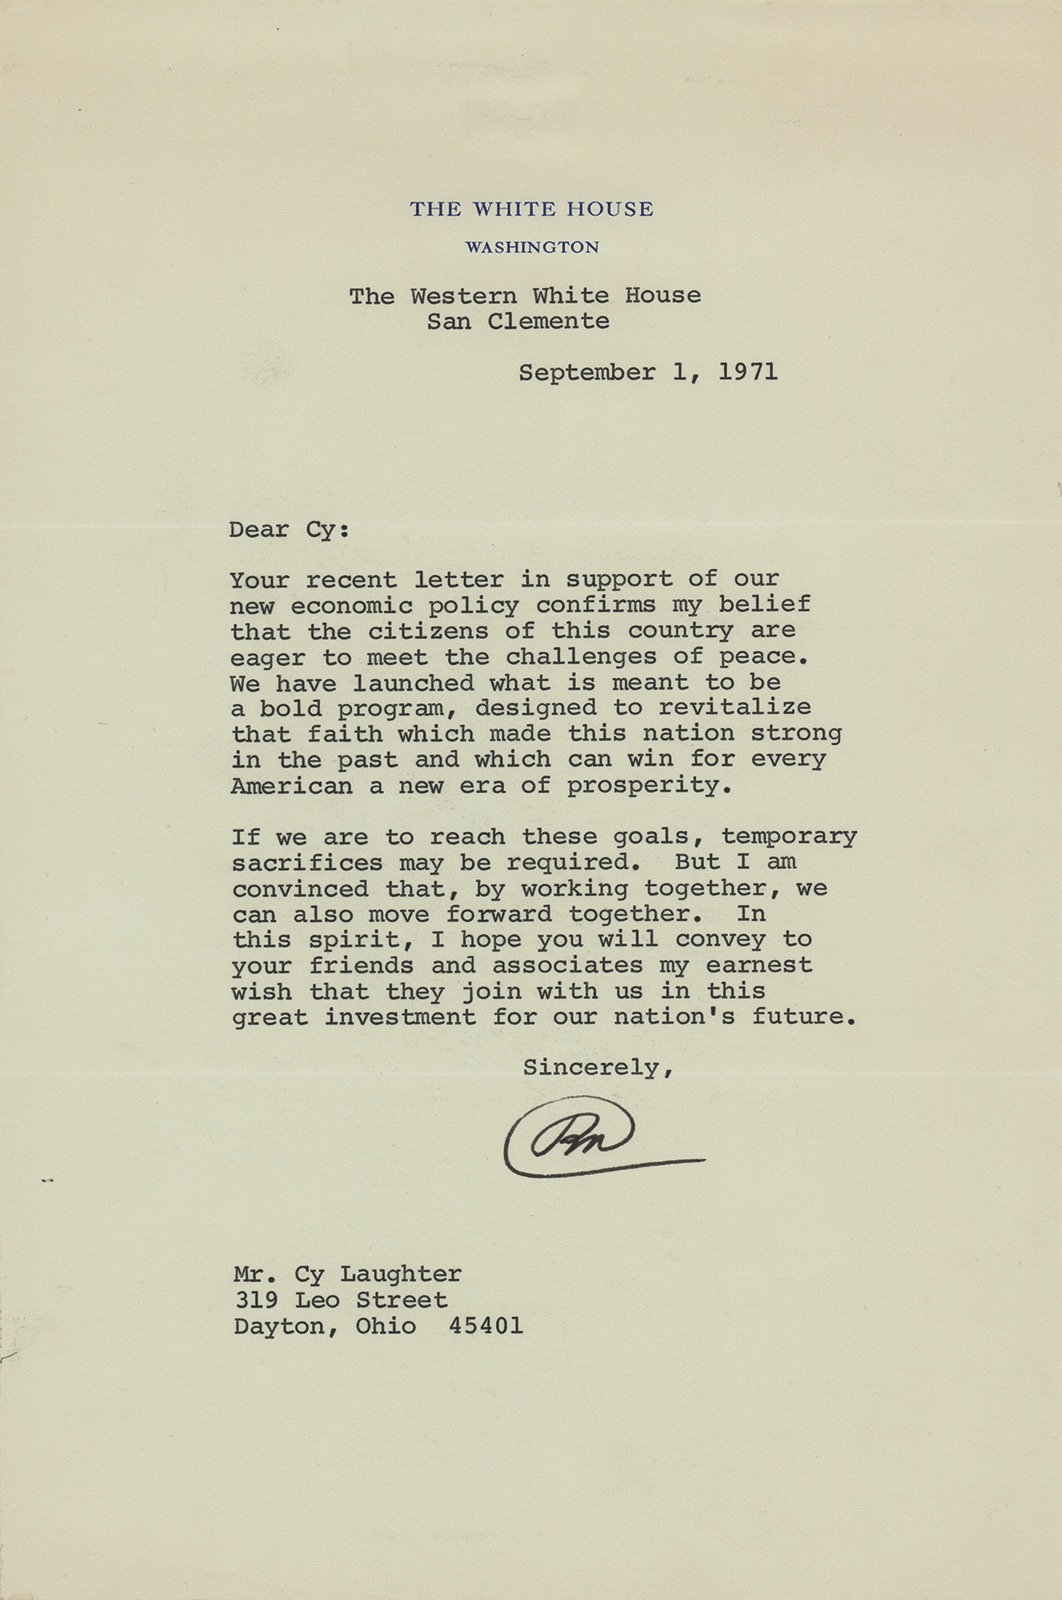 THE WHITE HOUSE
WASHINGTON
The Western White House
San Clemente
September 1, 1971
Dear Cy:
Your recent letter in support of our
new economic policy confirms my belief
that the citizens of this country are
eager to meet the challenges of peace.
We have launched what is meant to be
a bold program, designed to revitalize
that faith which made this nation strong
in the past and which can win for every
American a new era of prosperity.
If we are to reach these goals, temporary
sacrifices may be required.  But I am
convinced that, by working together, we
can also move forward together.  In
this spirit, I hope you will convey to
your friends and associates my earnest
wish that they join with us in this
great investment for our nation's future.
Sincerely,
RN
Mr. Cy Laughter
319 Leo Street
Dayton, Ohio  45401